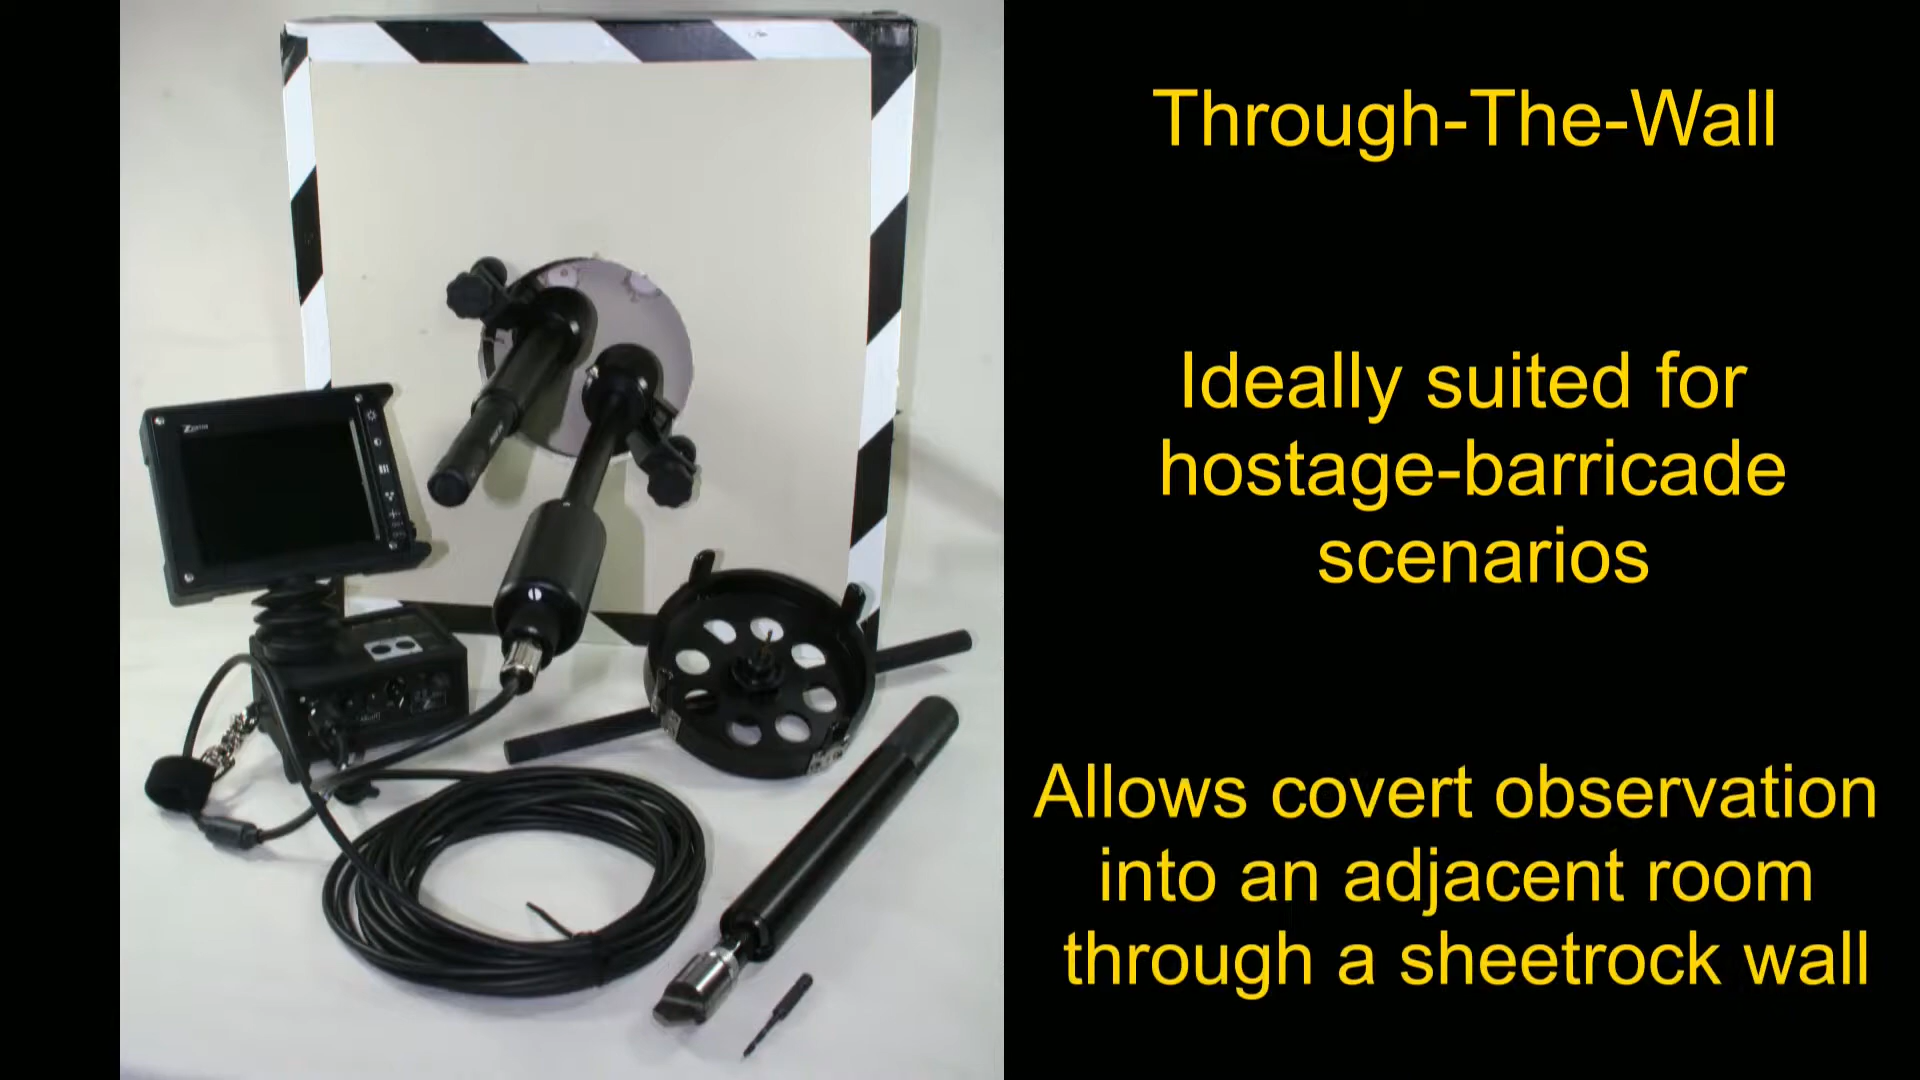 Through-The-Wall
Ideally suited for
hostage-barricade
scenarios
Allows covert observation
into an adjacent room
through a sheetrock wall